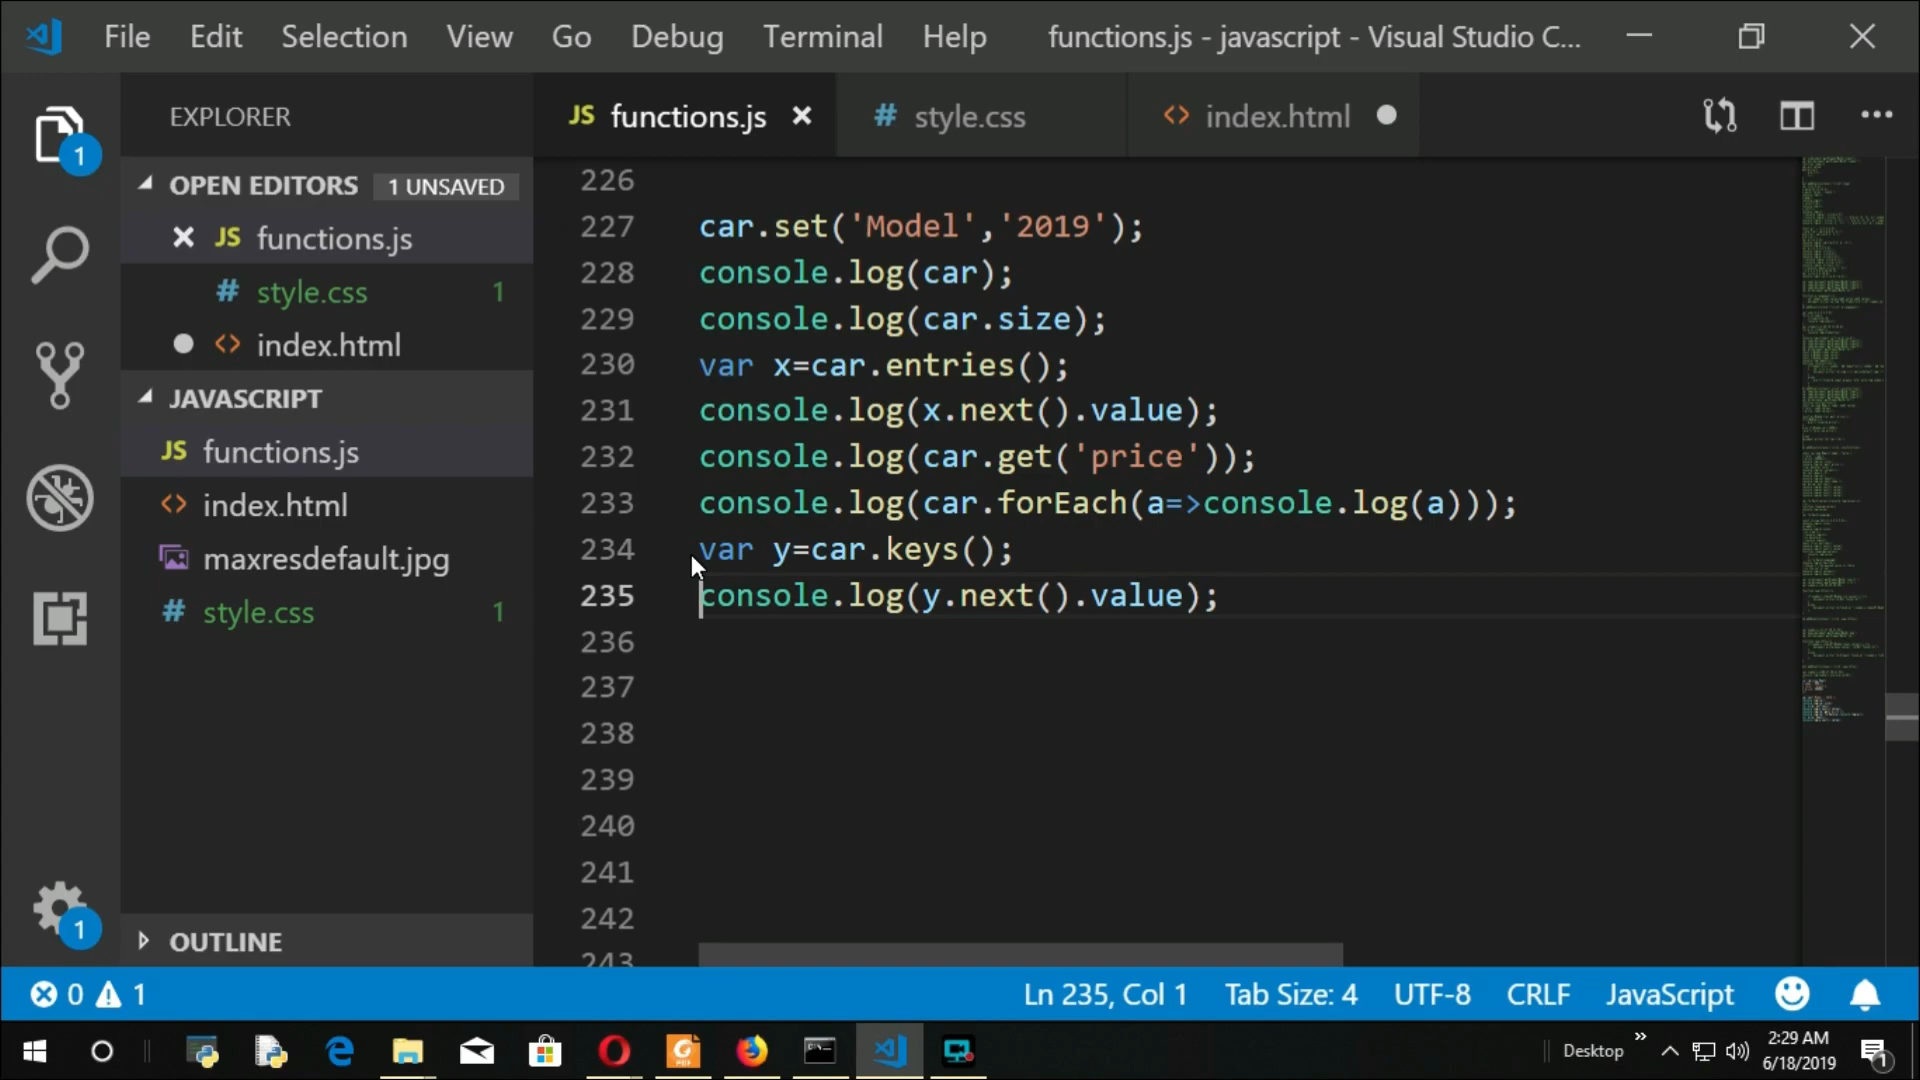 File Edit Selection View Go Debug Terminal Help functions.js - javascript - Visual Studio C...
EXPLORER
JS functions.js # style.css <> index.html
OPEN EDITORS 1 UNSAVED
JS functions.js
# style.css 1
<> index.html
JAVASCRIPT
JS functions.js
<> index.html
maxresdefault.jpg
# style.css 1
OUTLINE
1
1
226
227 car.set('Model','2019');
228 console.log(car);
229 console.log(car.size);
230 var x=car.entries();
231 console.log(x.next().value);
232 console.log(car.get('price'));
233 console.log(car.forEach(a=>console.log(a)));
234 var y=car.keys();
235 console.log(y.next().value);
236
237
238
239
240
241
242
243
0 1 Ln 235, Col 1 Tab Size: 4 UTF-8 CRLF JavaScript
Desktop 2:29 AM
6/18/2019 1